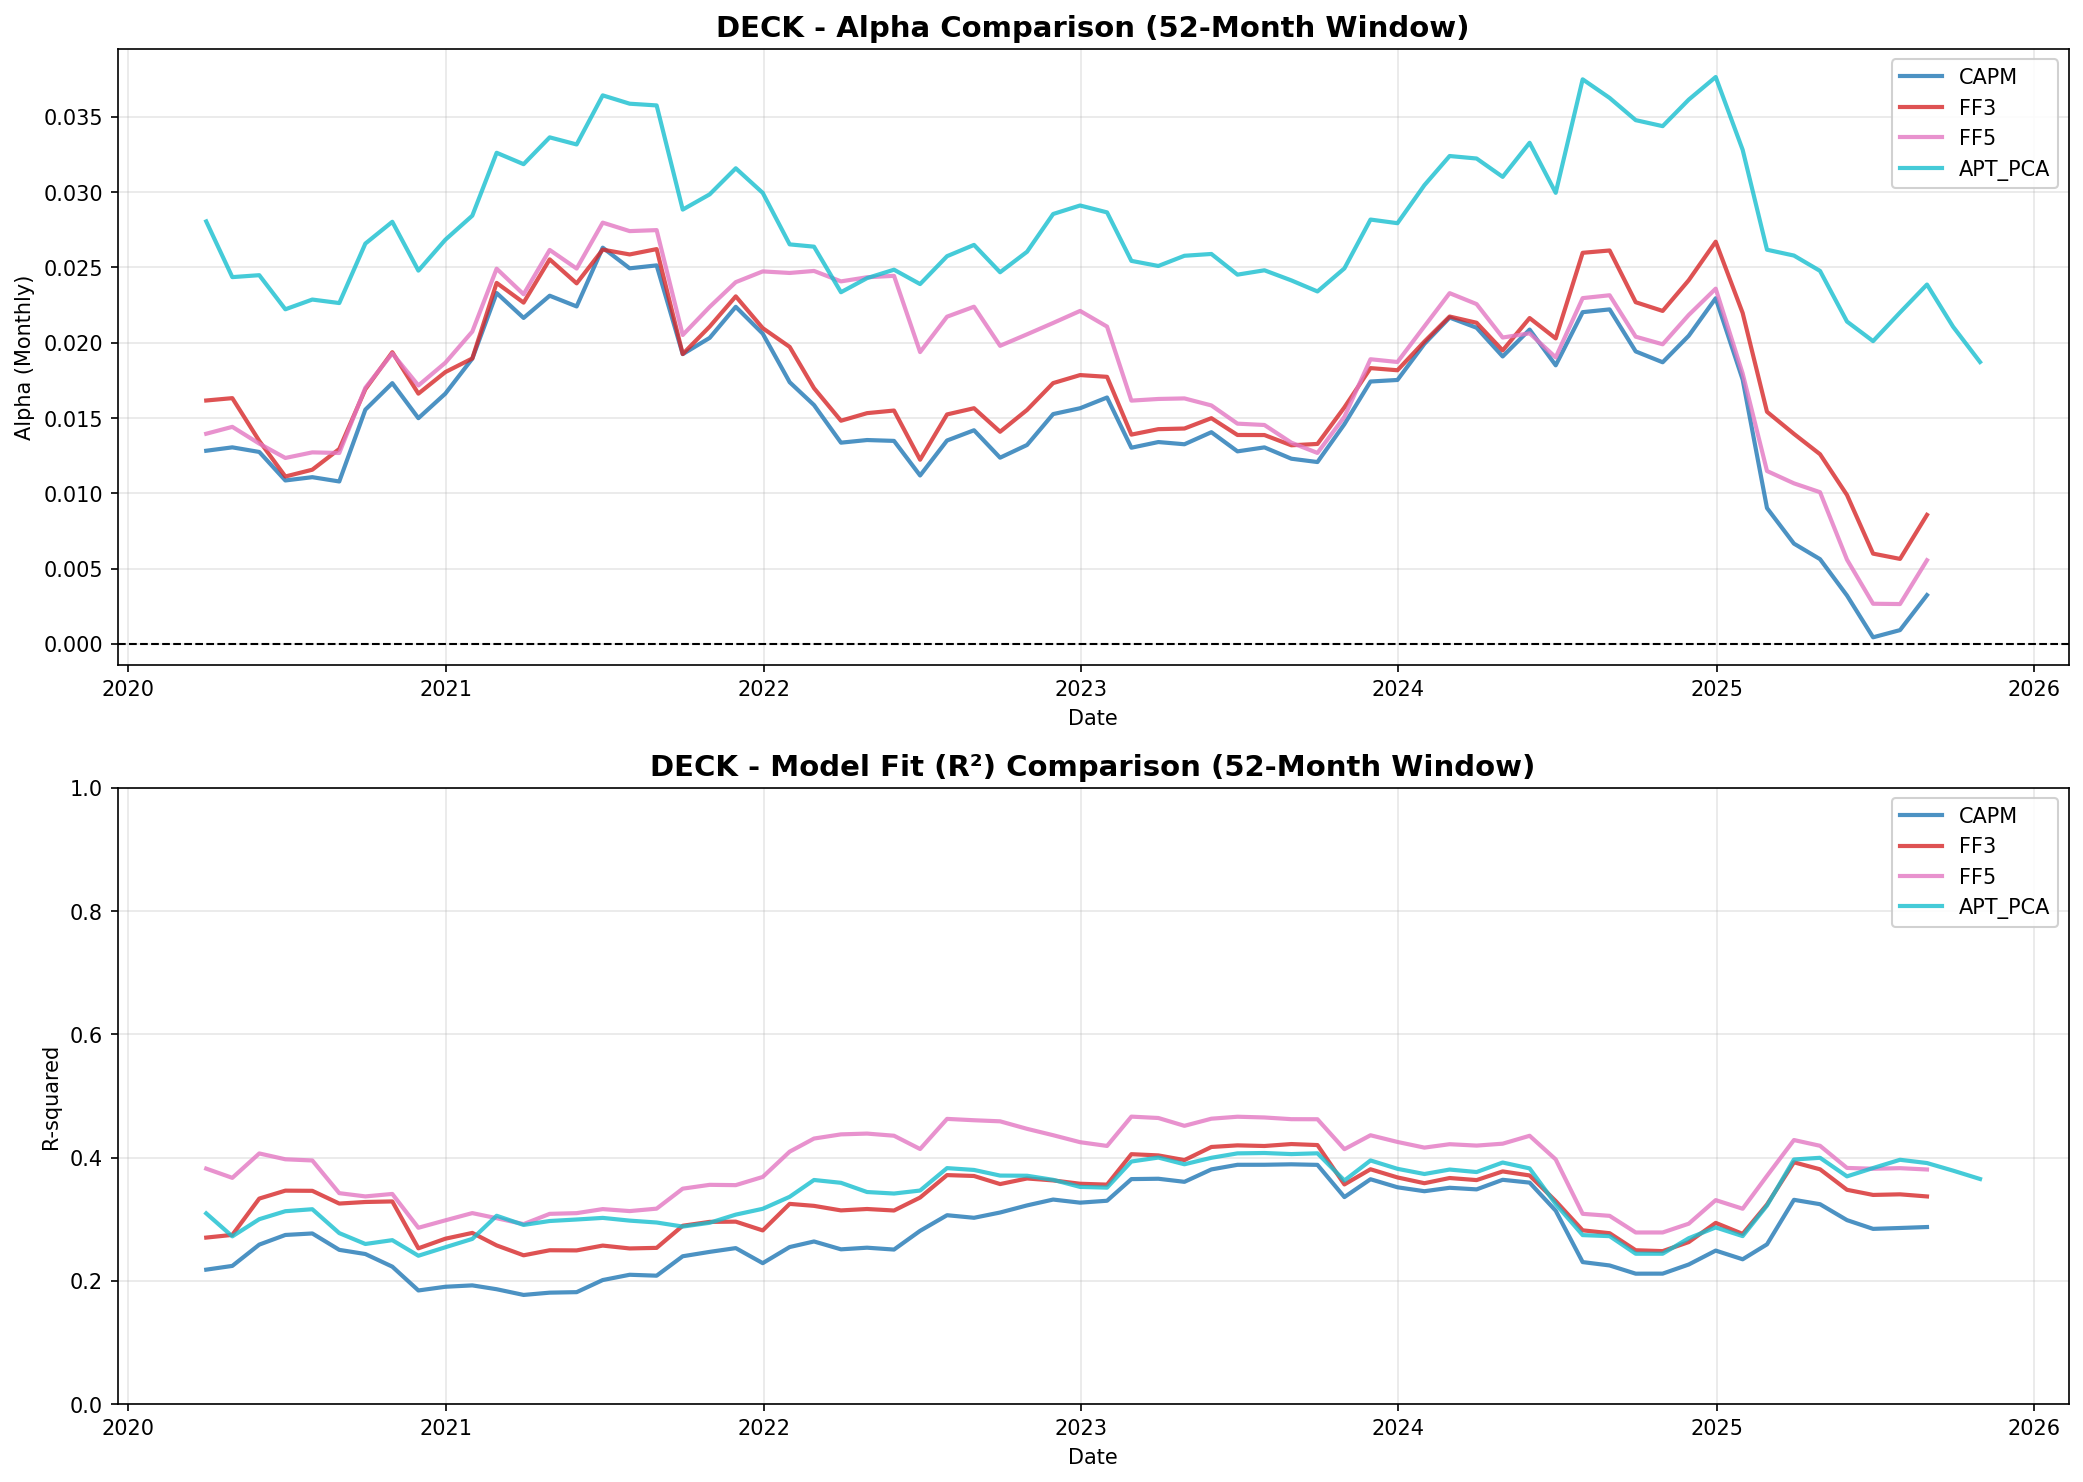 DECK - Alpha Comparison (52-Month Window)
CAPM
FF3
FF5
APT_PCA
Alpha (Monthly)
0.035
0.030
0.025
0.020
0.015
0.010
0.005
0.000
2020 2021 2022 2023 2024 2025 2026
Date
DECK - Model Fit (R²) Comparison (52-Month Window)
CAPM
FF3
FF5
APT_PCA
R-squared
1.0
0.8
0.6
0.4
0.2
0.0
2020 2021 2022 2023 2024 2025 2026
Date